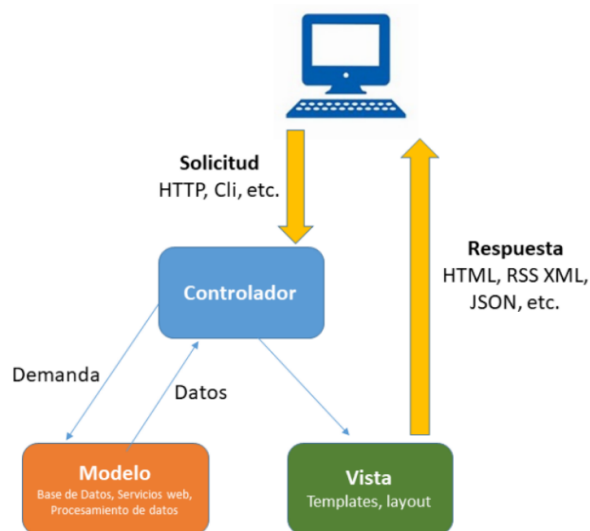 Solicitud
HTTP, Cli, etc.
Respuesta
HTML, RSS XML,
JSON, etc.
Controlador
Demanda
Datos
Modelo
Base de Datos, Servicios web,
Procesamiento de datos
Vista
Templates, layout